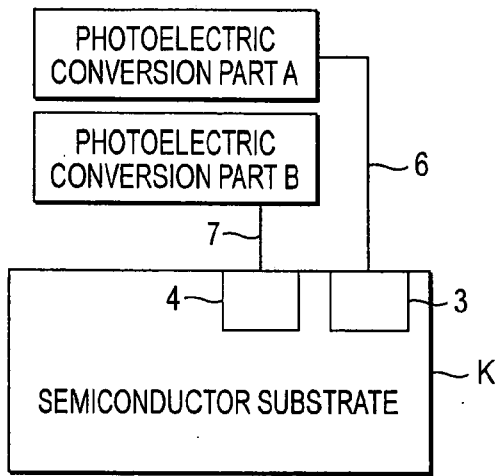 PHOTOELECTRIC
CONVERSION PART A
PHOTOELECTRIC
CONVERSION PART B
6
7
4
3
K
SEMICONDUCTOR SUBSTRATE